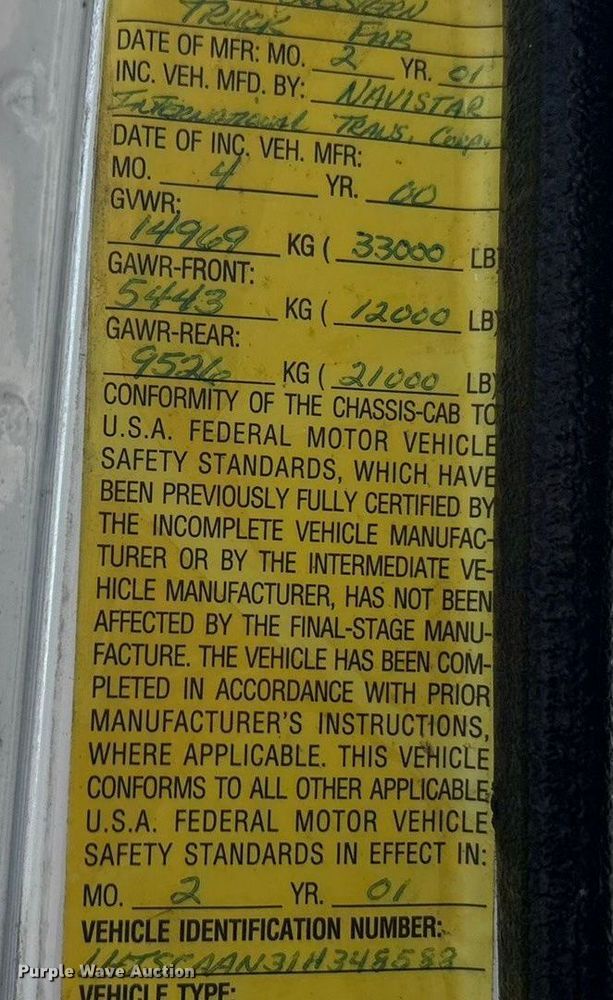 TRUCK FAB
DATE OF MFR: MO. 2 YR. 01
INC. VEH. MFD. BY: NAVISTAR
International TRANS. Corp.
DATE OF INC. VEH. MFR:
MO. 4 YR. 00
GVWR:
14969 KG ( 33000 LB)
GAWR-FRONT:
5443 KG ( 12000 LB)
GAWR-REAR:
9526 KG ( 21000 LB)
CONFORMITY OF THE CHASSIS-CAB TO
U.S.A. FEDERAL MOTOR VEHICLE
SAFETY STANDARDS, WHICH HAVE
BEEN PREVIOUSLY FULLY CERTIFIED BY
THE INCOMPLETE VEHICLE MANUFAC-
TURER OR BY THE INTERMEDIATE VE-
HICLE MANUFACTURER, HAS NOT BEEN
AFFECTED BY THE FINAL-STAGE MANU-
FACTURE. THE VEHICLE HAS BEEN COM-
PLETED IN ACCORDANCE WITH PRIOR
MANUFACTURER'S INSTRUCTIONS,
WHERE APPLICABLE. THIS VEHICLE
CONFORMS TO ALL OTHER APPLICABLE
U.S.A. FEDERAL MOTOR VEHICLE
SAFETY STANDARDS IN EFFECT IN:
MO. 2 YR. 01
VEHICLE IDENTIFICATION NUMBER:
Purple Wave Auction
VEHICLE TYPE: